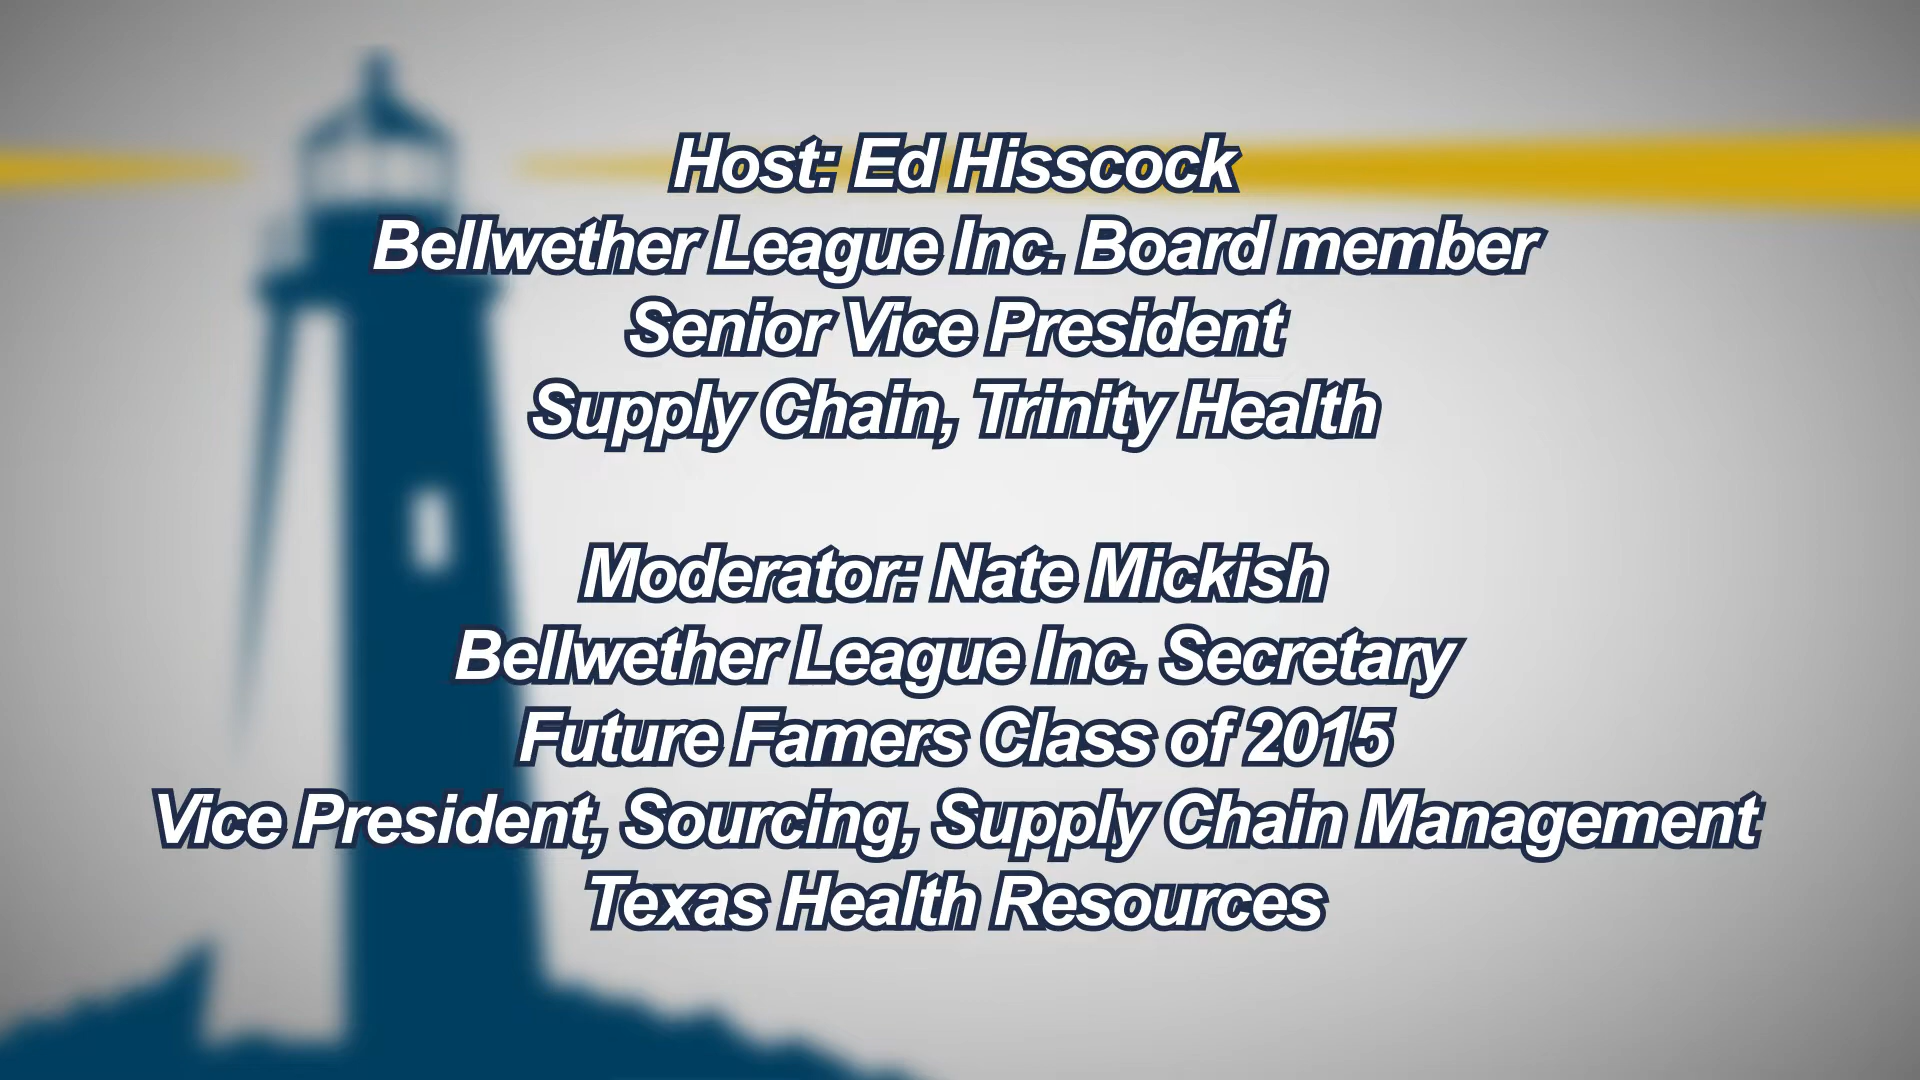 Host: Ed Hisscock
Bellwether League Inc. Board member
Senior Vice President
Supply Chain, Trinity Health
Moderator: Nate Mickish
Bellwether League Inc. Secretary
Future Famers Class of 2015
Vice President, Sourcing, Supply Chain Management
Texas Health Resources